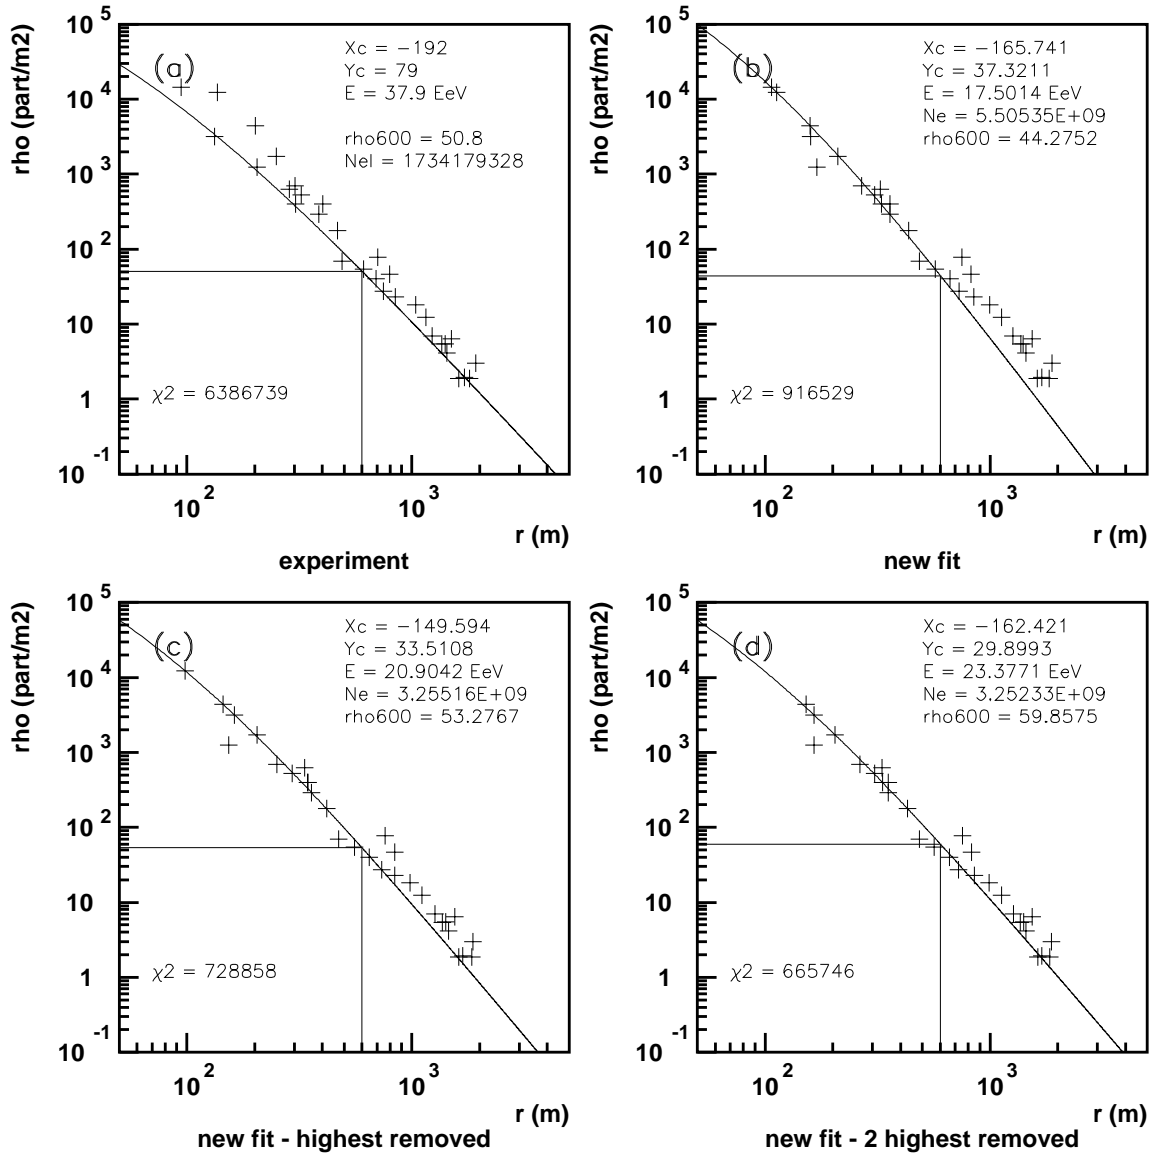 rho (part/m2)
10 5
10 4
10 3
10 2
10
1
10 -1
(a)
Xc = −192
Yc = 79
E = 37.9 EeV
rho600 = 50.8
Nel = 1734179328
χ2 = 6386739
10 2
10 3
r (m)
experiment
rho (part/m2)
10 5
10 4
10 3
10 2
10
1
10 -1
(b)
Xc = −165.741
Yc = 37.3211
E = 17.5014 EeV
Ne = 5.50535E+09
rho600 = 44.2752
χ2 = 916529
10 2
10 3
r (m)
new fit
rho (part/m2)
10 5
10 4
10 3
10 2
10
1
10 -1
(c)
Xc = −149.594
Yc = 33.5108
E = 20.9042 EeV
Ne = 3.25516E+09
rho600 = 53.2767
χ2 = 728858
10 2
10 3
r (m)
new fit - highest removed
rho (part/m2)
10 5
10 4
10 3
10 2
10
1
10 -1
(d)
Xc = −162.421
Yc = 29.8993
E = 23.3771 EeV
Ne = 3.25233E+09
rho600 = 59.8575
χ2 = 665746
10 2
10 3
r (m)
new fit - 2 highest removed